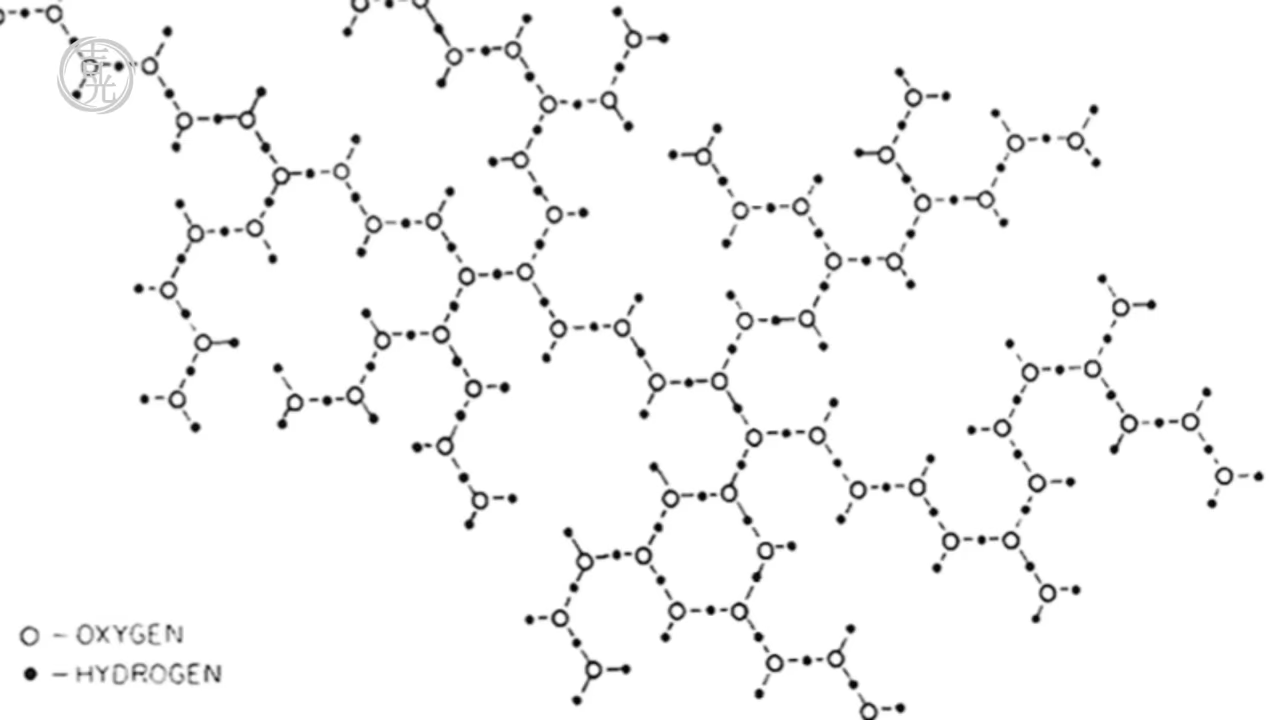 ○ - OXYGEN
● - HYDROGEN